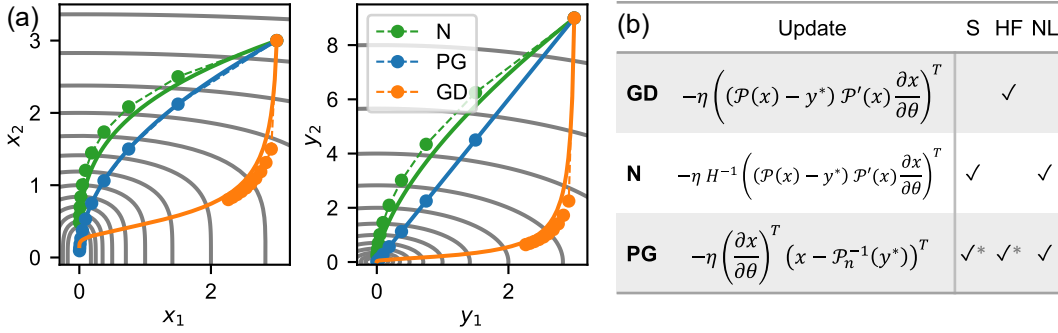 (a)
3
2
1
0
x₂
0
2
x₁
N
PG
GD
8
6
4
2
0
y₂
0
2
y₁
(b)
Update S HF NL
GD −η ((𝒫(x) − y*) 𝒫′(x) ∂x/∂θ)ᵀ ✓
N −η H⁻¹ ((𝒫(x) − y*) 𝒫′(x) ∂x/∂θ)ᵀ ✓ ✓
PG −η (∂x/∂θ)ᵀ (x − 𝒫ₙ⁻¹(y*))ᵀ ✓* ✓* ✓